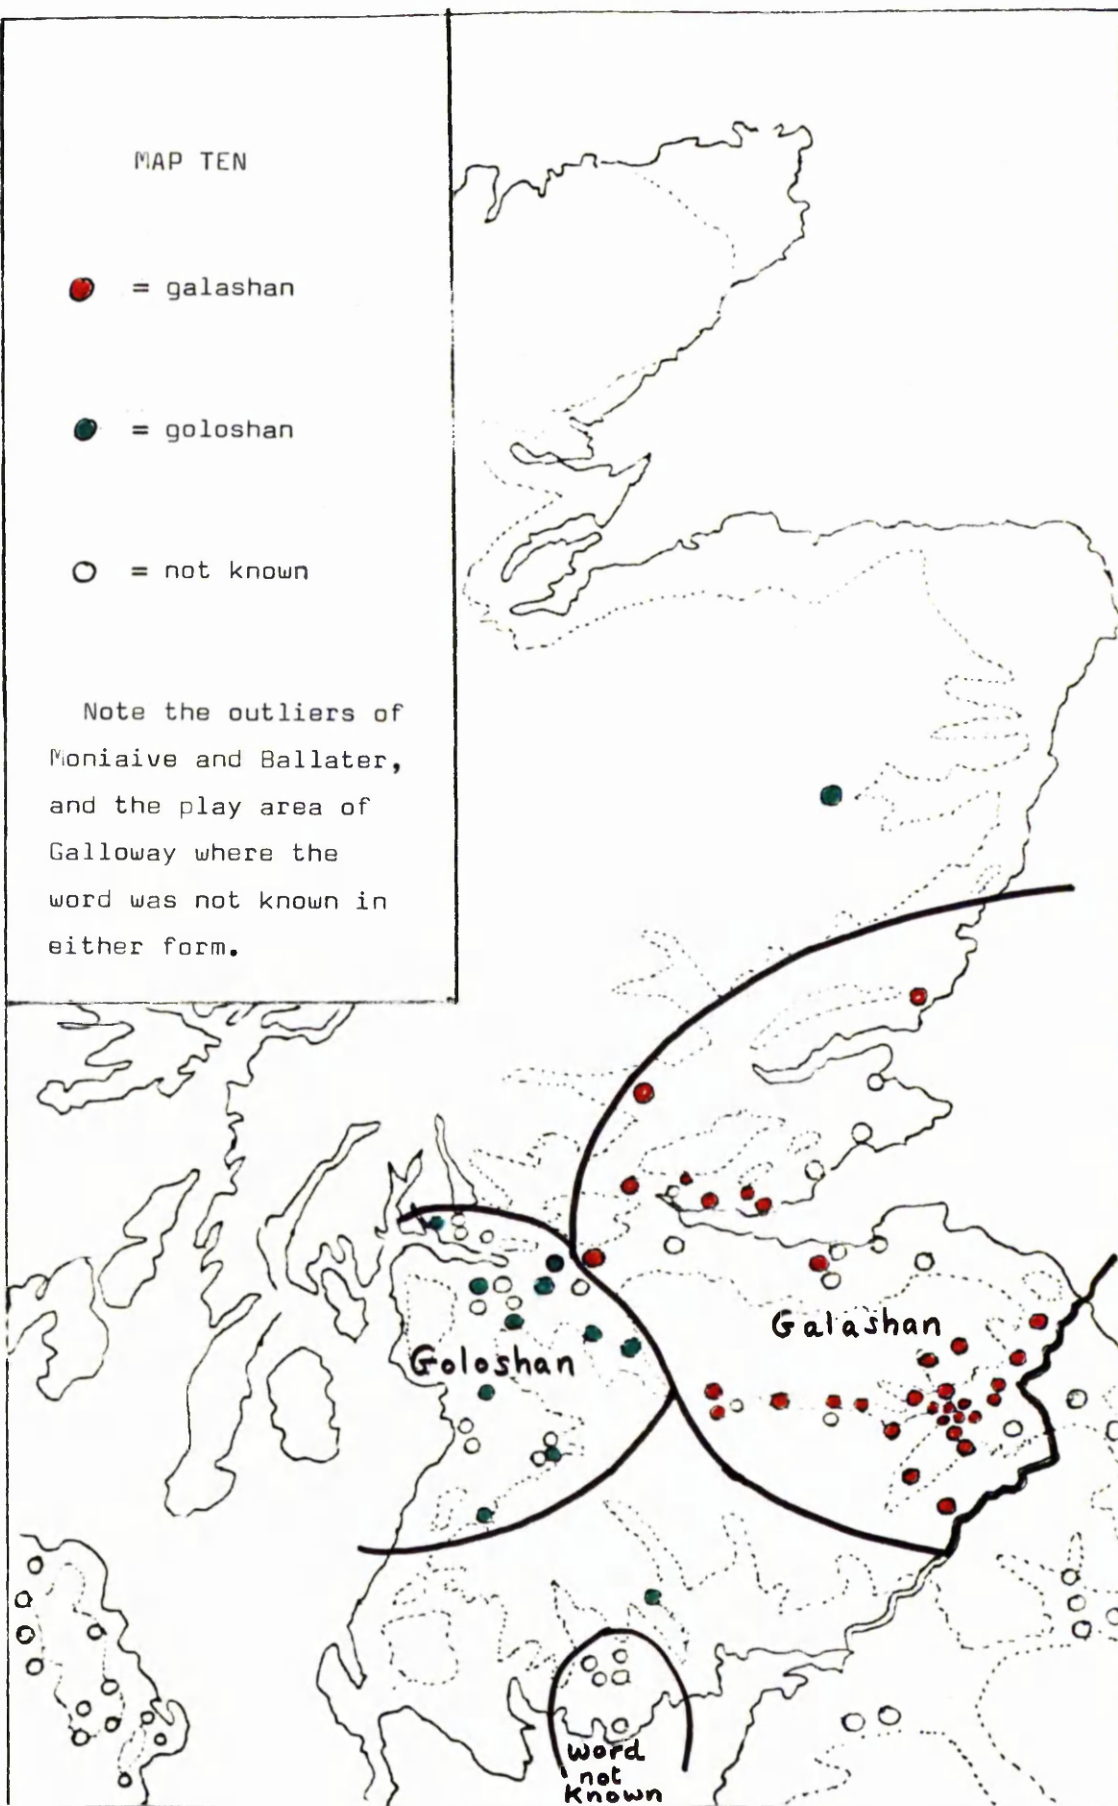 MAP TEN
= galashan
= goloshan
= not known
Note the outliers of
Moniaive and Ballater,
and the play area of
Galloway where the
word was not known in
either form.
Galashan
Goloshan
word
not
known